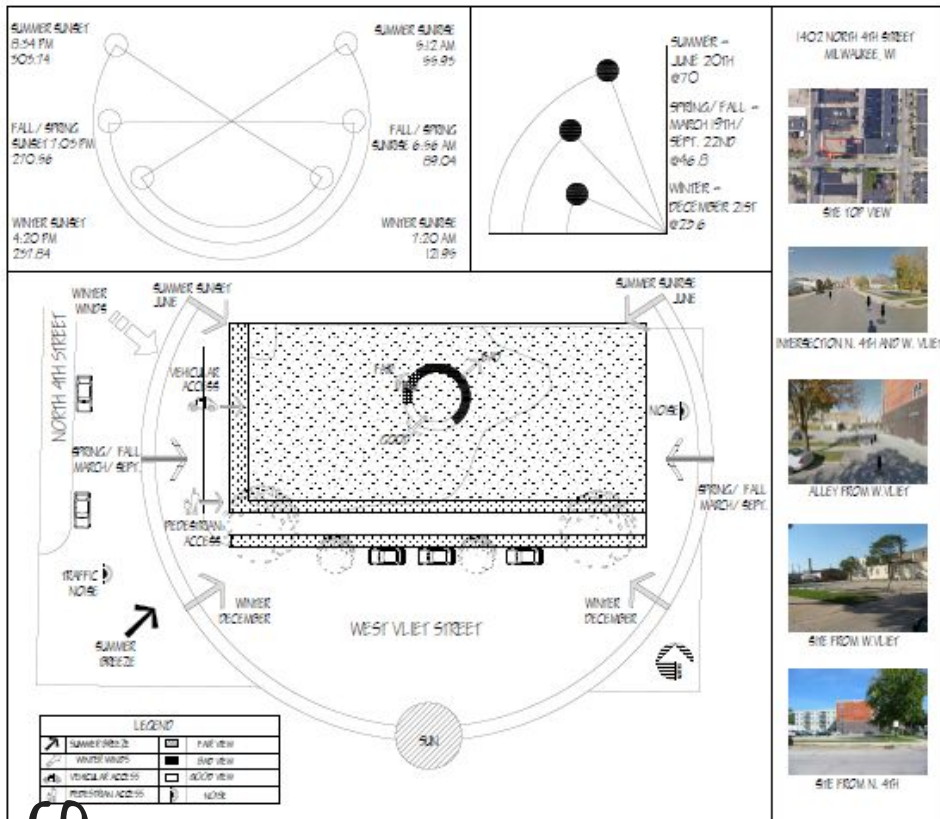 SUMMER SUNSET
8:34 PM
303.74
FALL / SPRING
SUNSET 7:03 PM
270.56
WINTER SUNSET
4:20 PM
237.84
SUMMER SUNRISE
5:12 AM
FALL / SPRING
SUNRISE 6:56 AM
89.04
WINTER SUNRISE
7:20 AM
121.95
SUMMER -
JUNE 20TH
@70
SPRING/ FALL -
MARCH 19TH/
SEPT. 22ND
@46.8
WINTER -
DECEMBER 21ST
@23.6
1402 NORTH 4TH STREET
MILWAUKEE, WI
SITE TOP VIEW
INTERSECTION N. 4TH AND W. VLIET
ALLEY FROM W.VLIET
SITE FROM W.VLIET
SITE FROM N. 4TH
WINTER
WINDS
SUMMER SUNSET
JUNE
SUMMER SUNRISE
JUNE
NORTH 4TH STREET
VEHICULAR
ACCESS
FAIR
BAD
GOOD
NOISE
SPRING/ FALL
MARCH/ SEPT.
SPRING/ FALL
MARCH/ SEPT.
PEDESTRIAN
ACCESS
TRAFFIC
NOISE
WINTER
DECEMBER
WINTER
DECEMBER
WEST VLIET STREET
SUMMER
BREEZE
SUN
LEGEND
SUMMER BREEZE
FAIR VIEW
WINTER WINDS
BAD VIEW
VEHICULAR ACCESS
GOOD VIEW
PEDESTRIAN ACCESS
NOISE